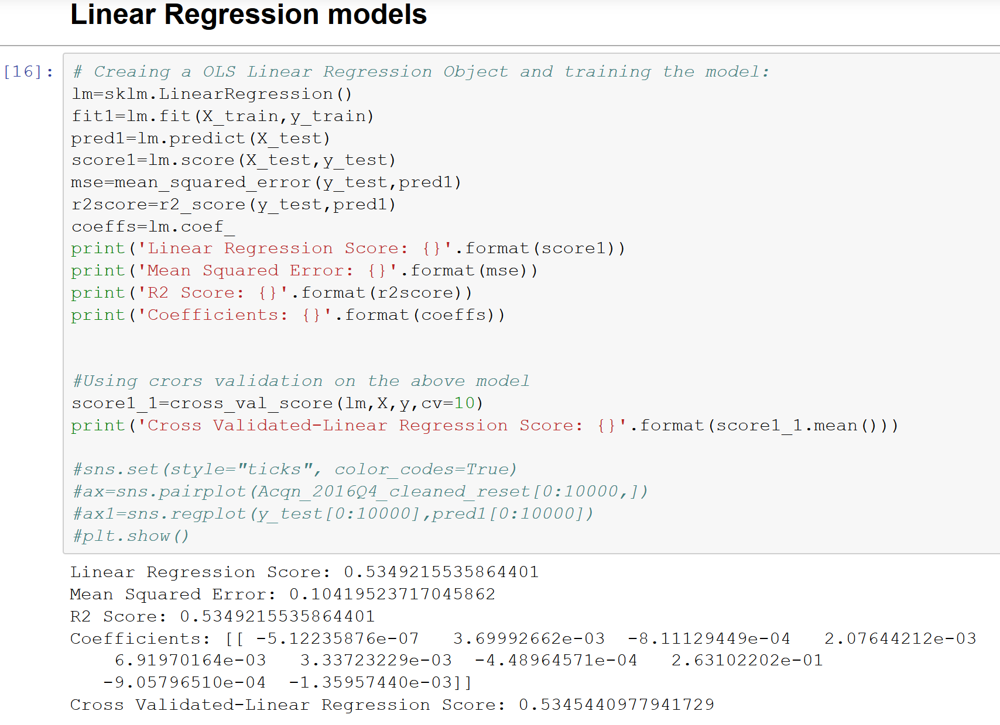 Linear Regression models
[16]:
# Creaing a OLS Linear Regression Object and training the model:
lm=sklm.LinearRegression()
fit1=lm.fit(X_train,y_train)
pred1=lm.predict(X_test)
score1=lm.score(X_test,y_test)
mse=mean_squared_error(y_test,pred1)
r2score=r2_score(y_test,pred1)
coeffs=lm.coef_
print('Linear Regression Score: {}'.format(score1))
print('Mean Squared Error: {}'.format(mse))
print('R2 Score: {}'.format(r2score))
print('Coefficients: {}'.format(coeffs))
#Using crors validation on the above model
score1_1=cross_val_score(lm,X,y,cv=10)
print('Cross Validated-Linear Regression Score: {}'.format(score1_1.mean()))
#sns.set(style="ticks", color_codes=True)
#ax=sns.pairplot(Acqn_2016Q4_cleaned_reset[0:10000,])
#ax1=sns.regplot(y_test[0:10000],pred1[0:10000])
#plt.show()
Linear Regression Score: 0.5349215535864401
Mean Squared Error: 0.10419523717045862
R2 Score: 0.5349215535864401
Coefficients: [[ -5.12235876e-07   3.69992662e-03  -8.11129449e-04   2.07644212e-03
    6.91970164e-03   3.33723229e-03  -4.48964571e-04   2.63102202e-01
   -9.05796510e-04  -1.35957440e-03]]
Cross Validated-Linear Regression Score: 0.5345440977941729